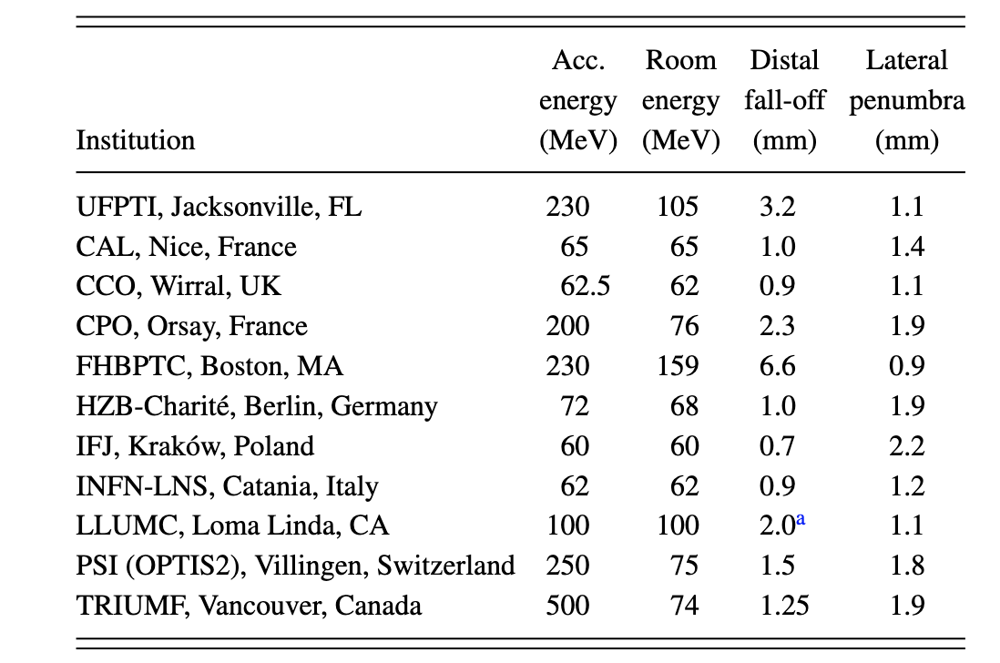 Acc. Room Distal Lateral
energy energy fall-off penumbra
Institution (MeV) (MeV) (mm) (mm)
UFPTI, Jacksonville, FL 230 105 3.2 1.1
CAL, Nice, France 65 65 1.0 1.4
CCO, Wirral, UK 62.5 62 0.9 1.1
CPO, Orsay, France 200 76 2.3 1.9
FHBPTC, Boston, MA 230 159 6.6 0.9
HZB-Charité, Berlin, Germany 72 68 1.0 1.9
IFJ, Kraków, Poland 60 60 0.7 2.2
INFN-LNS, Catania, Italy 62 62 0.9 1.2
LLUMC, Loma Linda, CA 100 100 2.0a 1.1
PSI (OPTIS2), Villingen, Switzerland 250 75 1.5 1.8
TRIUMF, Vancouver, Canada 500 74 1.25 1.9